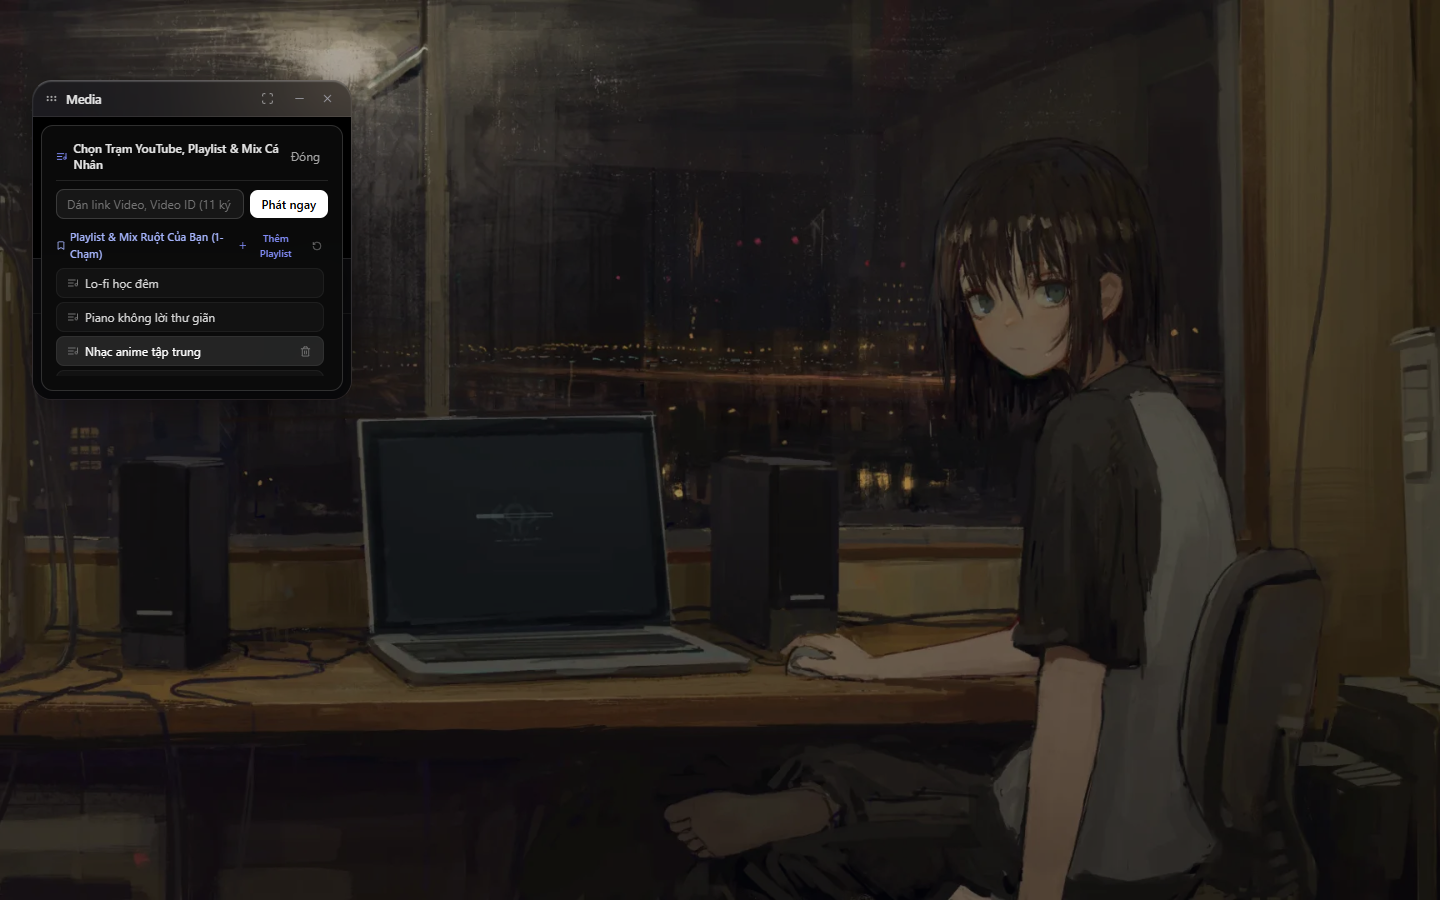 Media
Chọn Trạm YouTube, Playlist & Mix Cá
Nhân
Đóng
Dán link Video, Video ID (11 ký
Phát ngay
Playlist & Mix Ruột Của Bạn (1-
Chạm)
+ Thêm
Playlist
Lo-fi học đêm
Piano không lời thư giãn
Nhạc anime tập trung